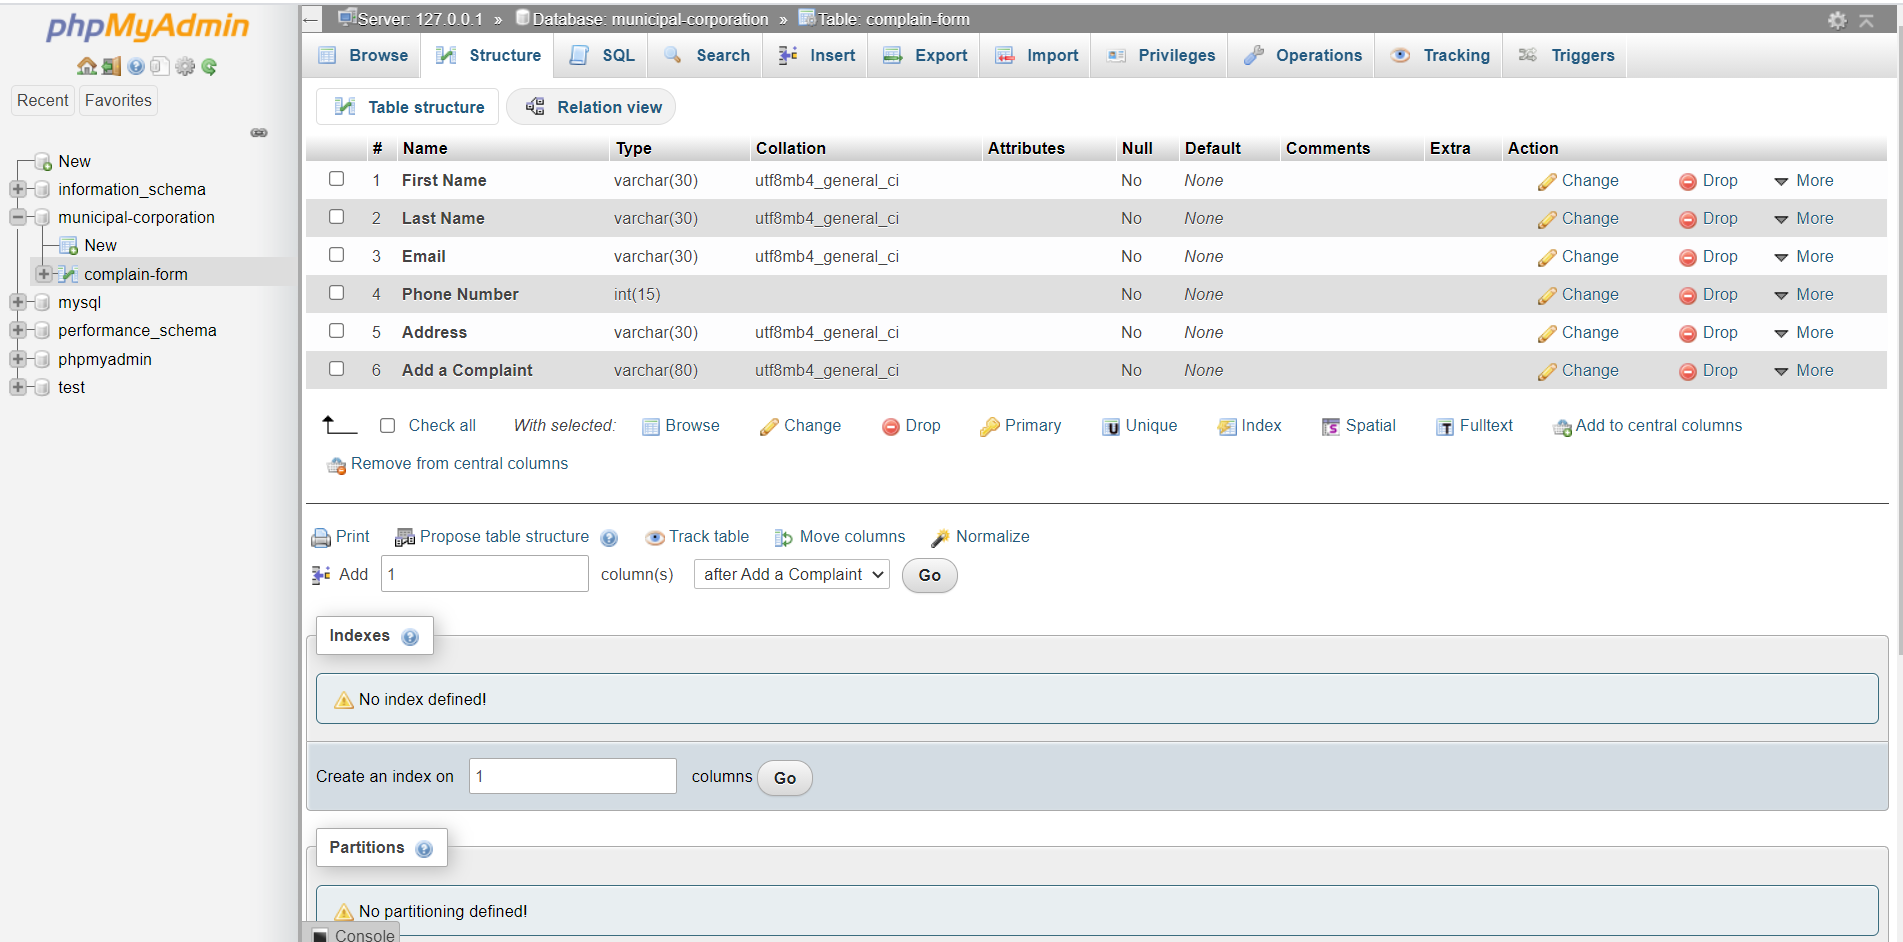 phpMyAdmin
Recent Favorites
New
information_schema
municipal-corporation
New
complain-form
mysql
performance_schema
phpmyadmin
test
← Server: 127.0.0.1 » Database: municipal-corporation » Table: complain-form
Browse Structure SQL Search Insert Export Import Privileges Operations Tracking Triggers
Table structure Relation view
# Name Type Collation Attributes Null Default Comments Extra Action
1 First Name varchar(30) utf8mb4_general_ci No None Change Drop More
2 Last Name varchar(30) utf8mb4_general_ci No None Change Drop More
3 Email varchar(30) utf8mb4_general_ci No None Change Drop More
4 Phone Number int(15) No None Change Drop More
5 Address varchar(30) utf8mb4_general_ci No None Change Drop More
6 Add a Complaint varchar(80) utf8mb4_general_ci No None Change Drop More
Check all With selected: Browse Change Drop Primary Unique Index Spatial Fulltext Add to central columns
Remove from central columns
Print Propose table structure Track table Move columns Normalize
Add 1 column(s) after Add a Complaint Go
Indexes
No index defined!
Create an index on 1 columns Go
Partitions
No partitioning defined!
Console